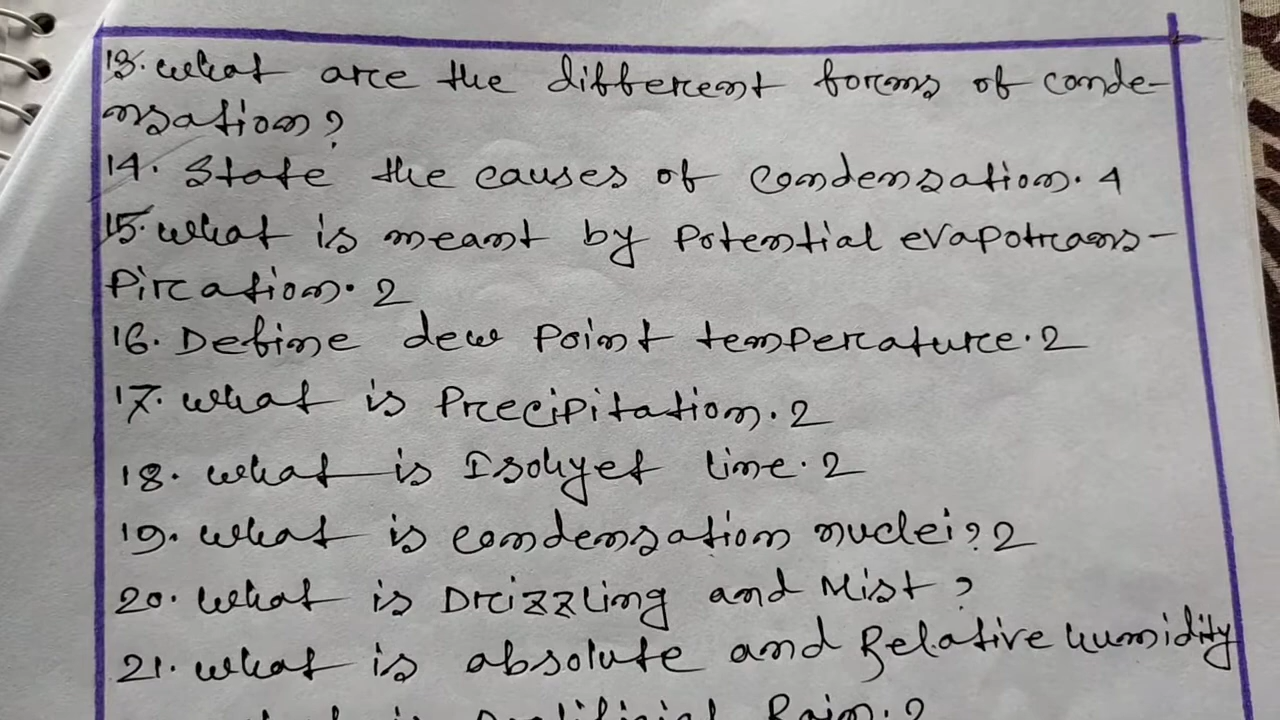 13. What are the different forms of conde-
nsation?
14. State the causes of condensation. 4
15. What is meant by Potential evapotrans-
Piration. 2
16. Define dew Point temperature. 2
17. What is Precipitation. 2
18. What is Isohyet line. 2
19. What is condensation nuclei? 2
20. What is Drizzling and Mist?
21. What is absolute and Relative humidity
is Rain. 2